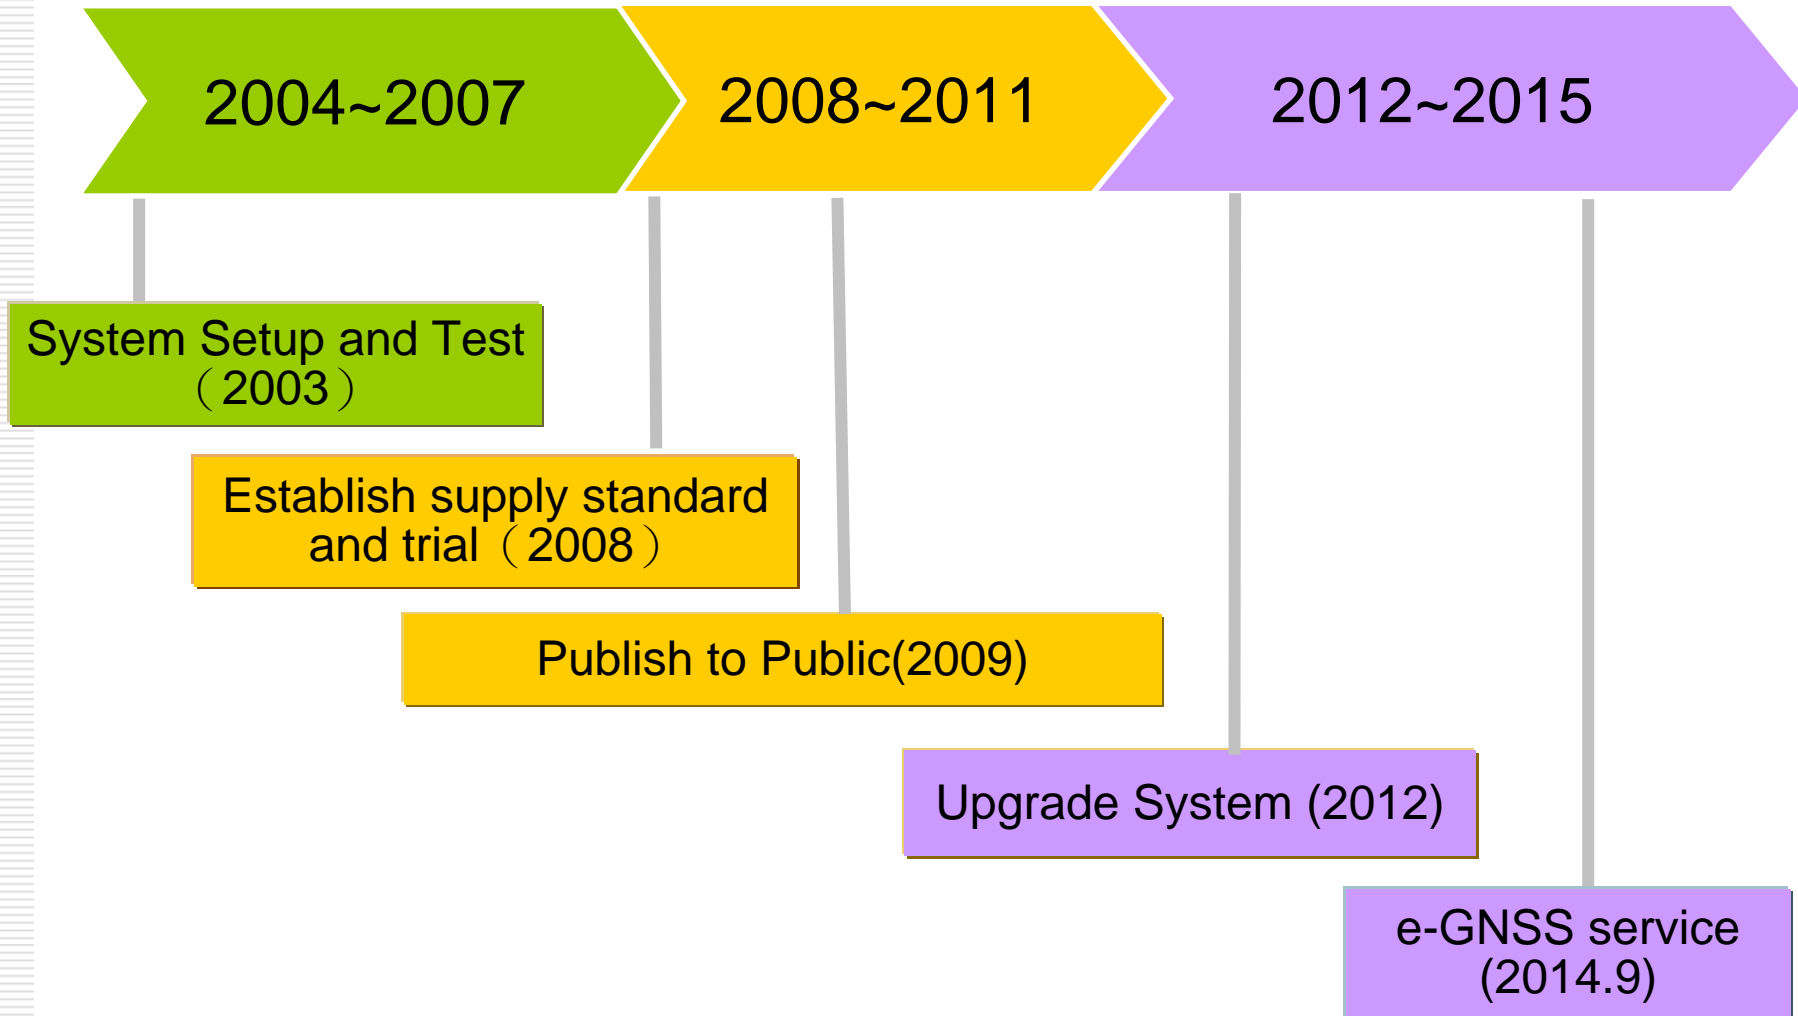 2004~2007
2008~2011
2012~2015
System Setup and Test
（2003）
Establish supply standard
and trial（2008）
Publish to Public(2009)
Upgrade System (2012)
e-GNSS service
(2014.9)